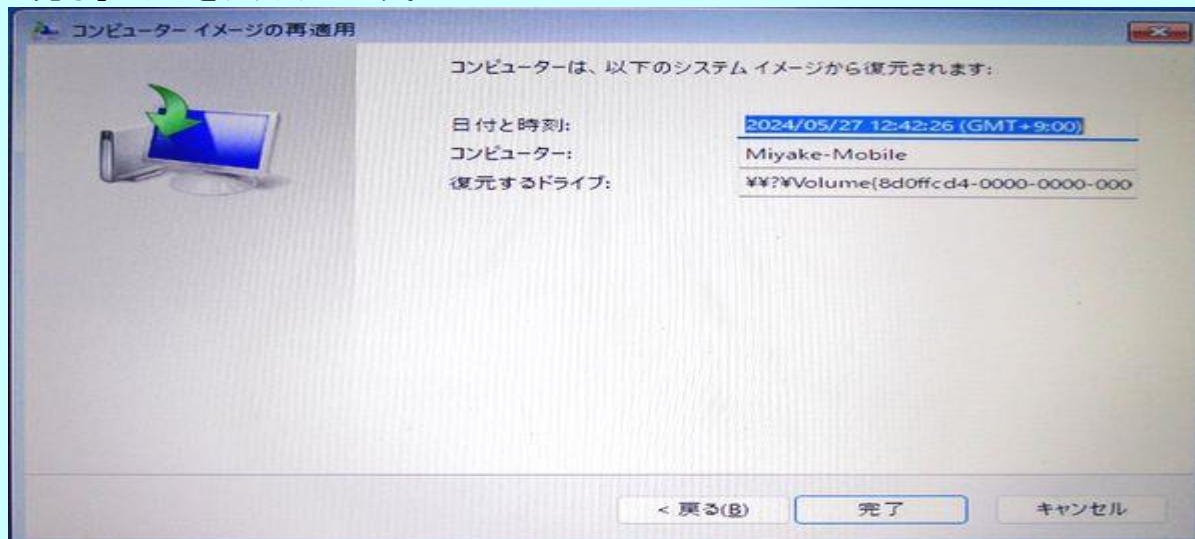 コンピューター イメージの再適用
コンピューターは、以下のシステム イメージから復元されます:
日付と時刻: 2024/05/27 12:42:26 (GMT+9:00)
コンピューター: Miyake-Mobile
復元するドライブ: ¥¥?¥Volume{8d0ffcd4-0000-0000-000
< 戻る(B) 完了 キャンセル